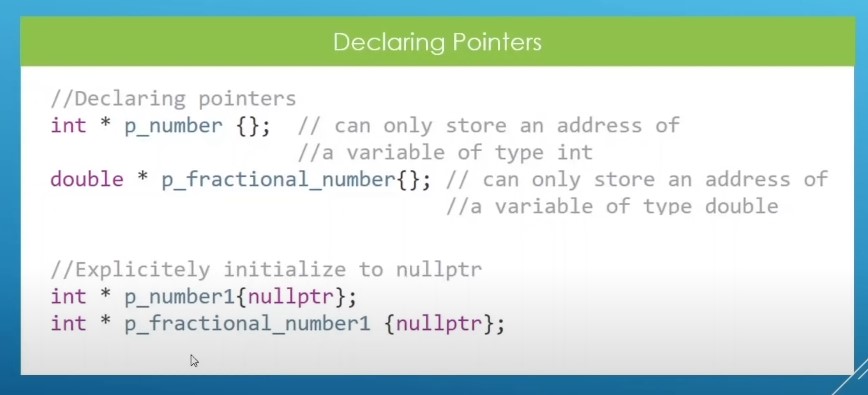 Declaring Pointers
//Declaring pointers
int * p_number {};  // can only store an address of
//a variable of type int
double * p_fractional_number{}; // can only store an address of
//a variable of type double
//Explicitely initialize to nullptr
int * p_number1{nullptr};
int * p_fractional_number1 {nullptr};